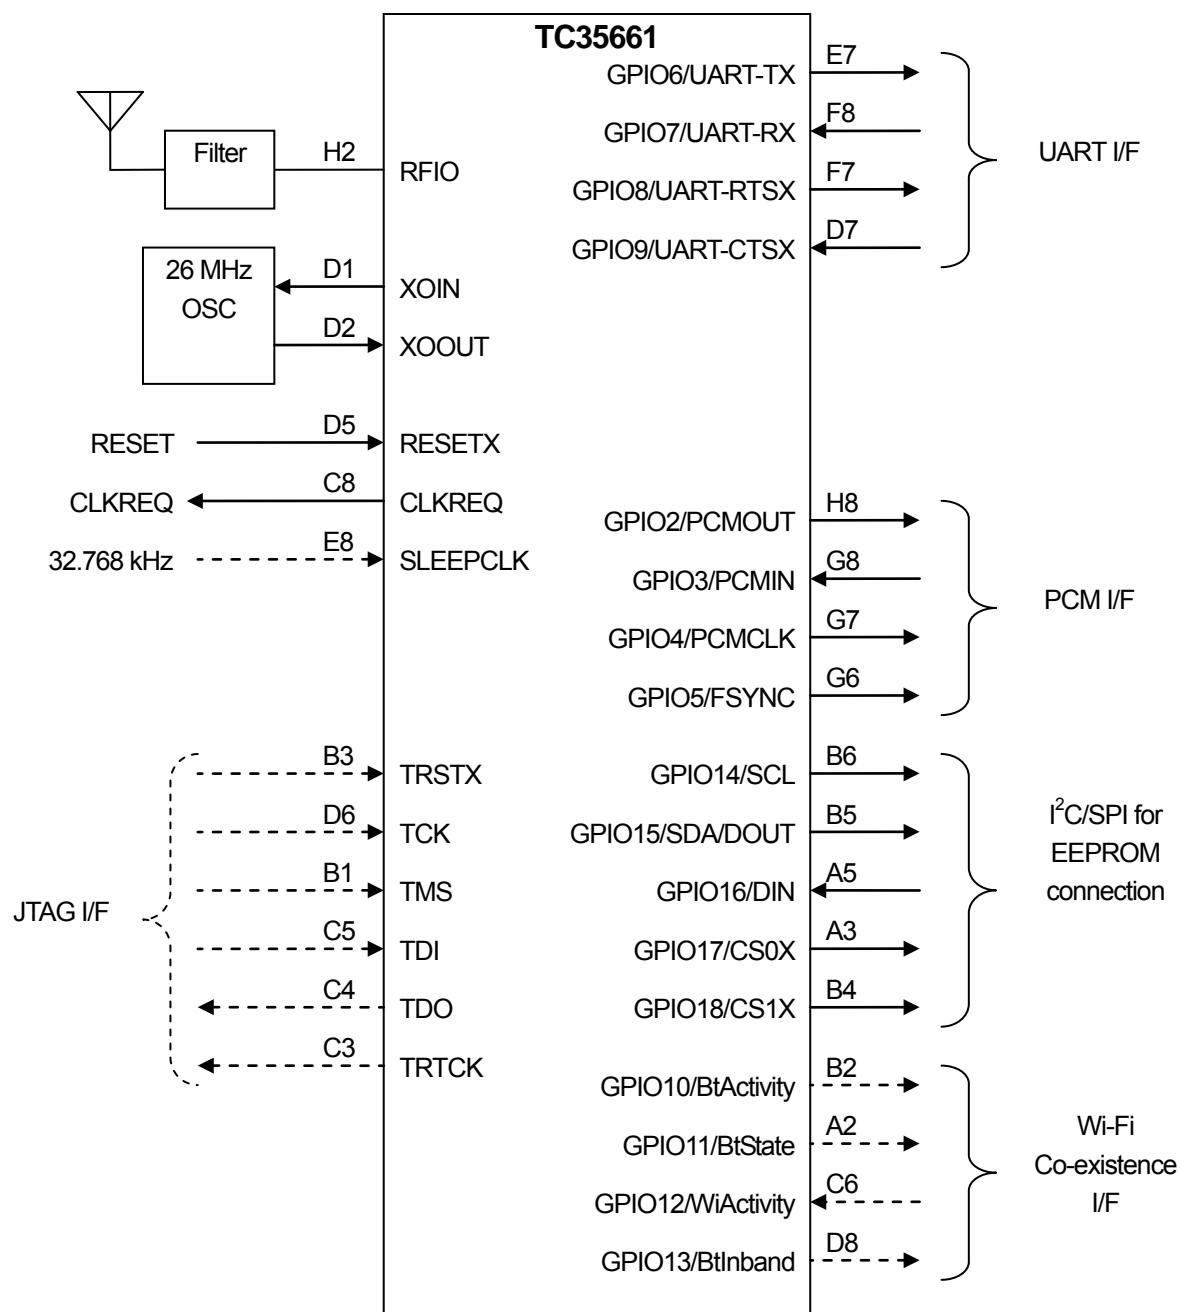 TC35661
Filter
H2
RFIO
26 MHz
OSC
D1
XOIN
D2
XOOUT
RESET
D5
RESETX
CLKREQ
C8
CLKREQ
32.768 kHz
E8
SLEEPCLK
JTAG I/F
B3
TRSTX
D6
TCK
B1
TMS
C5
TDI
C4
TDO
C3
TRTCK
GPIO6/UART-TX
E7
GPIO7/UART-RX
F8
GPIO8/UART-RTSX
F7
GPIO9/UART-CTSX
D7
UART I/F
GPIO2/PCMOUT
H8
GPIO3/PCMIN
G8
GPIO4/PCMCLK
G7
GPIO5/FSYNC
G6
PCM I/F
GPIO14/SCL
B6
GPIO15/SDA/DOUT
B5
GPIO16/DIN
A5
GPIO17/CS0X
A3
GPIO18/CS1X
B4
I²C/SPI for
EEPROM
connection
GPIO10/BtActivity
B2
GPIO11/BtState
A2
GPIO12/WiActivity
C6
GPIO13/BtInband
D8
Wi-Fi
Co-existence
I/F